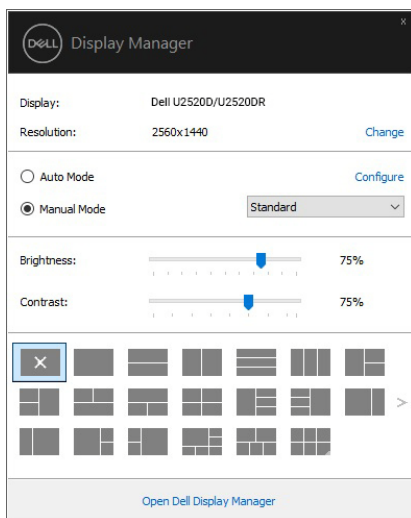 x
DELL Display Manager
Display: Dell U2520D/U2520DR
Resolution: 2560x1440 Change
Auto Mode Configure
Manual Mode Standard
Brightness: 75%
Contrast: 75%
Open Dell Display Manager